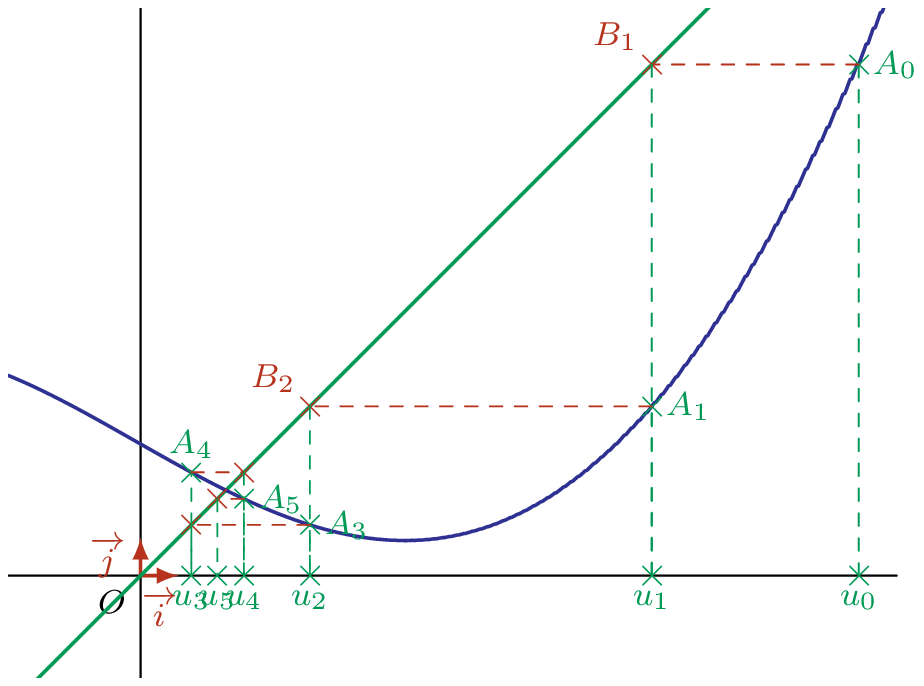 B₁
A₀
B₂
A₁
A₄
A₅
A₃
j
O
i
u₃
u₅
u₄
u₂
u₁
u₀